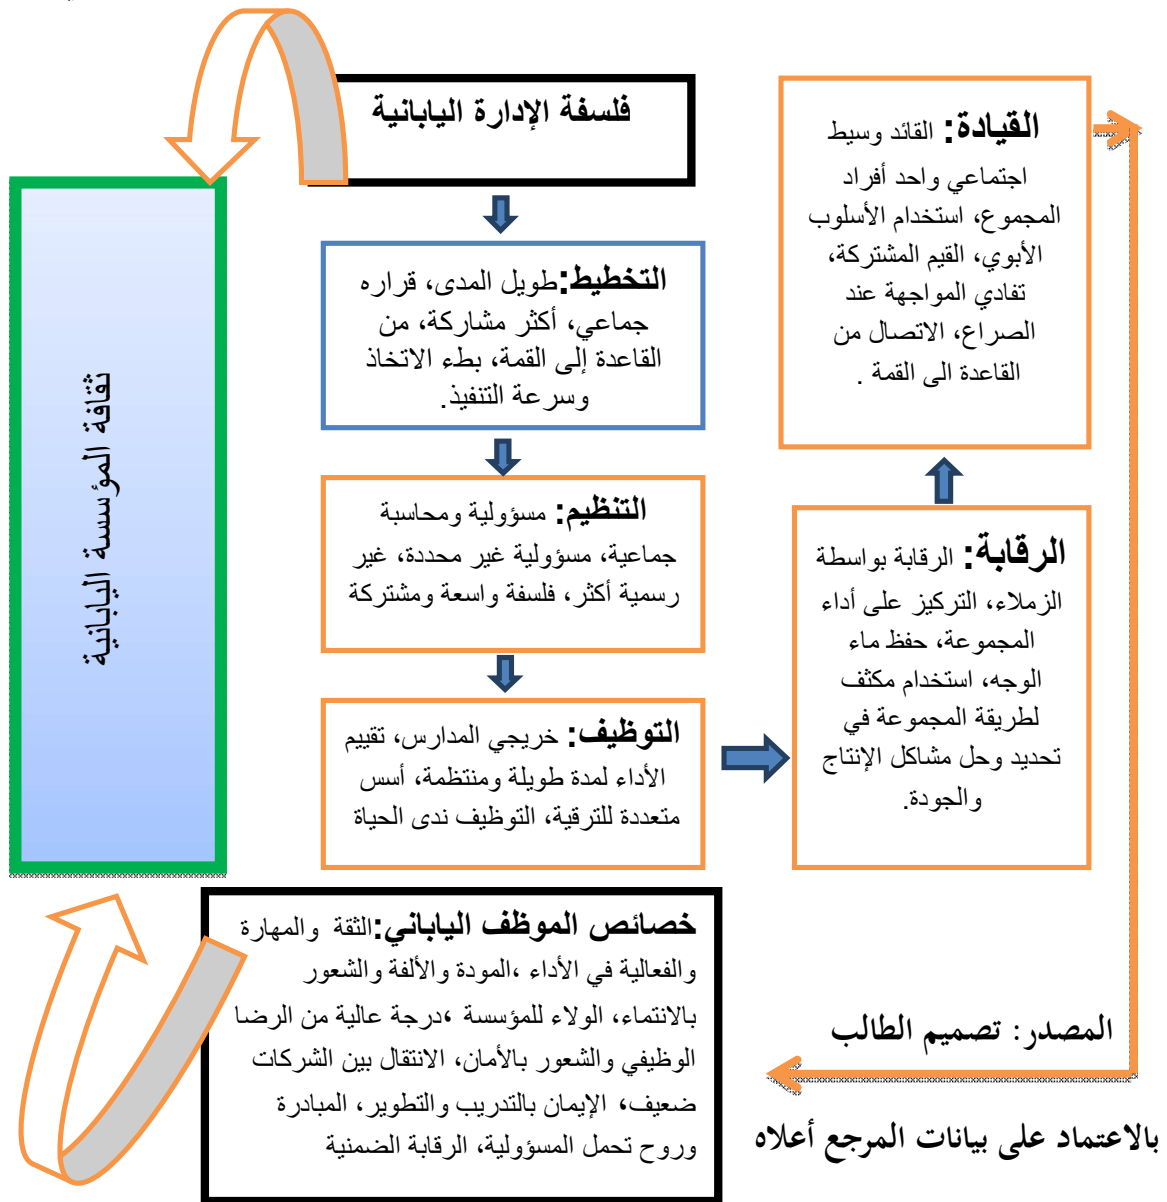 فلسفة الإدارة اليابانية
التخطيط:طويل المدى، قراره
جماعي، أكثر مشاركة، من
القاعدة إلى القمة، بطء الاتخاذ
وسرعة التنفيذ.
التنظيم: مسؤولية ومحاسبة
جماعية، مسؤولية غير محددة، غير
رسمية أكثر، فلسفة واسعة ومشتركة
التوظيف: خريجي المدارس، تقييم
الأداء لمدة طويلة ومنتظمة، أسس
متعددة للترقية، التوظيف ندى الحياة
الرقابة: الرقابة بواسطة
الزملاء، التركيز على أداء
المجموعة، حفظ ماء
الوجه، استخدام مكثف
لطريقة المجموعة في
تحديد وحل مشاكل الإنتاج
والجودة.
القيادة: القائد وسيط
اجتماعي واحد أفراد
المجموع، استخدام الأسلوب
الأبوي، القيم المشتركة،
تفادي المواجهة عند
الصراع، الاتصال من
القاعدة الى القمة .
خصائص الموظف الياباني:الثقة والمهارة
والفعالية في الأداء ،المودة والألفة والشعور
بالانتماء، الولاء للمؤسسة ،درجة عالية من الرضا
الوظيفي والشعور بالأمان، الانتقال بين الشركات
ضعيف، الإيمان بالتدريب والتطوير، المبادرة
وروح تحمل المسؤولية، الرقابة الضمنية
ثقافة المؤسسة اليابانية
المصدر: تصميم الطالب
بالاعتماد على بيانات المرجع أعلاه